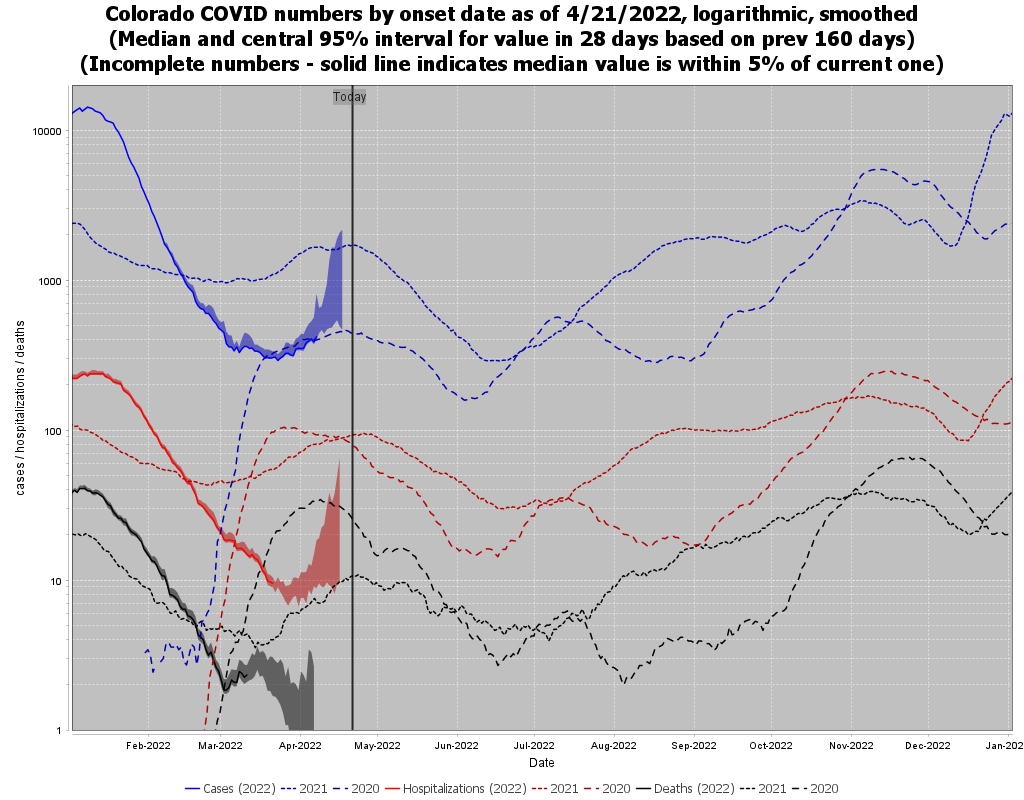 Colorado COVID numbers by onset date as of 4/21/2022, logarithmic, smoothed
(Median and central 95% interval for value in 28 days based on prev 160 days)
(Incomplete numbers - solid line indicates median value is within 5% of current one)
Today
cases / hospitalizations / deaths
10000
1000
100
10
1
Feb-2022 Mar-2022 Apr-2022 May-2022 Jun-2022 Jul-2022 Aug-2022 Sep-2022 Oct-2022 Nov-2022 Dec-2022 Jan-202
Date
Cases (2022) 2021 2020 Hospitalizations (2022) 2021 2020 Deaths (2022) 2021 2020